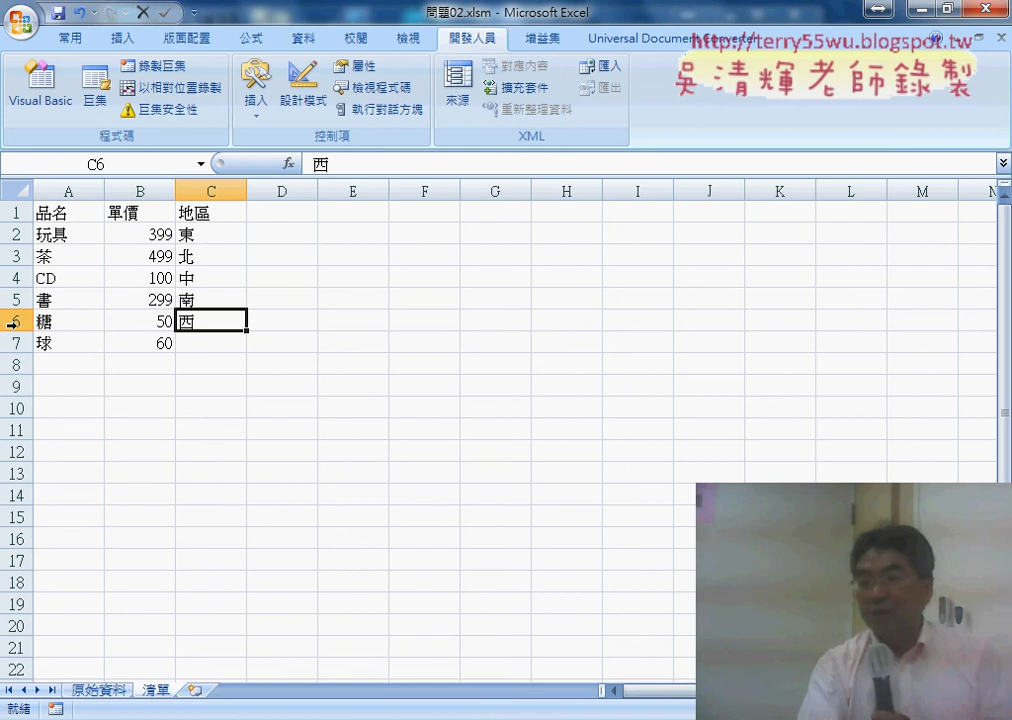 問題02.xlsm - Microsoft Excel
常用 插入 版面配置 公式 資料 校閱 檢視 開發人員 增益集 Universal Document Converter
http://terry55wu.blogspot.tw
吳清輝老師錄製
Visual Basic 巨集 錄製巨集 以相對位置錄製 巨集安全性
插入 設計模式 屬性 檢視程式碼 執行對話方塊
來源 對應內容 擴充套件 重新整理資料 匯入 匯出
程式碼 控制項 XML
C6 fx 西
A B C D E F G H I J K L M N
1 品名 單價 地區
2 玩具 399 東
3 茶 499 北
4 CD 100 中
5 書 299 南
6 糖 50 西
7 球 60
8
9
10
11
12
13
14
15
16
17
18
19
20
21
22
原始資料 清單
就緒